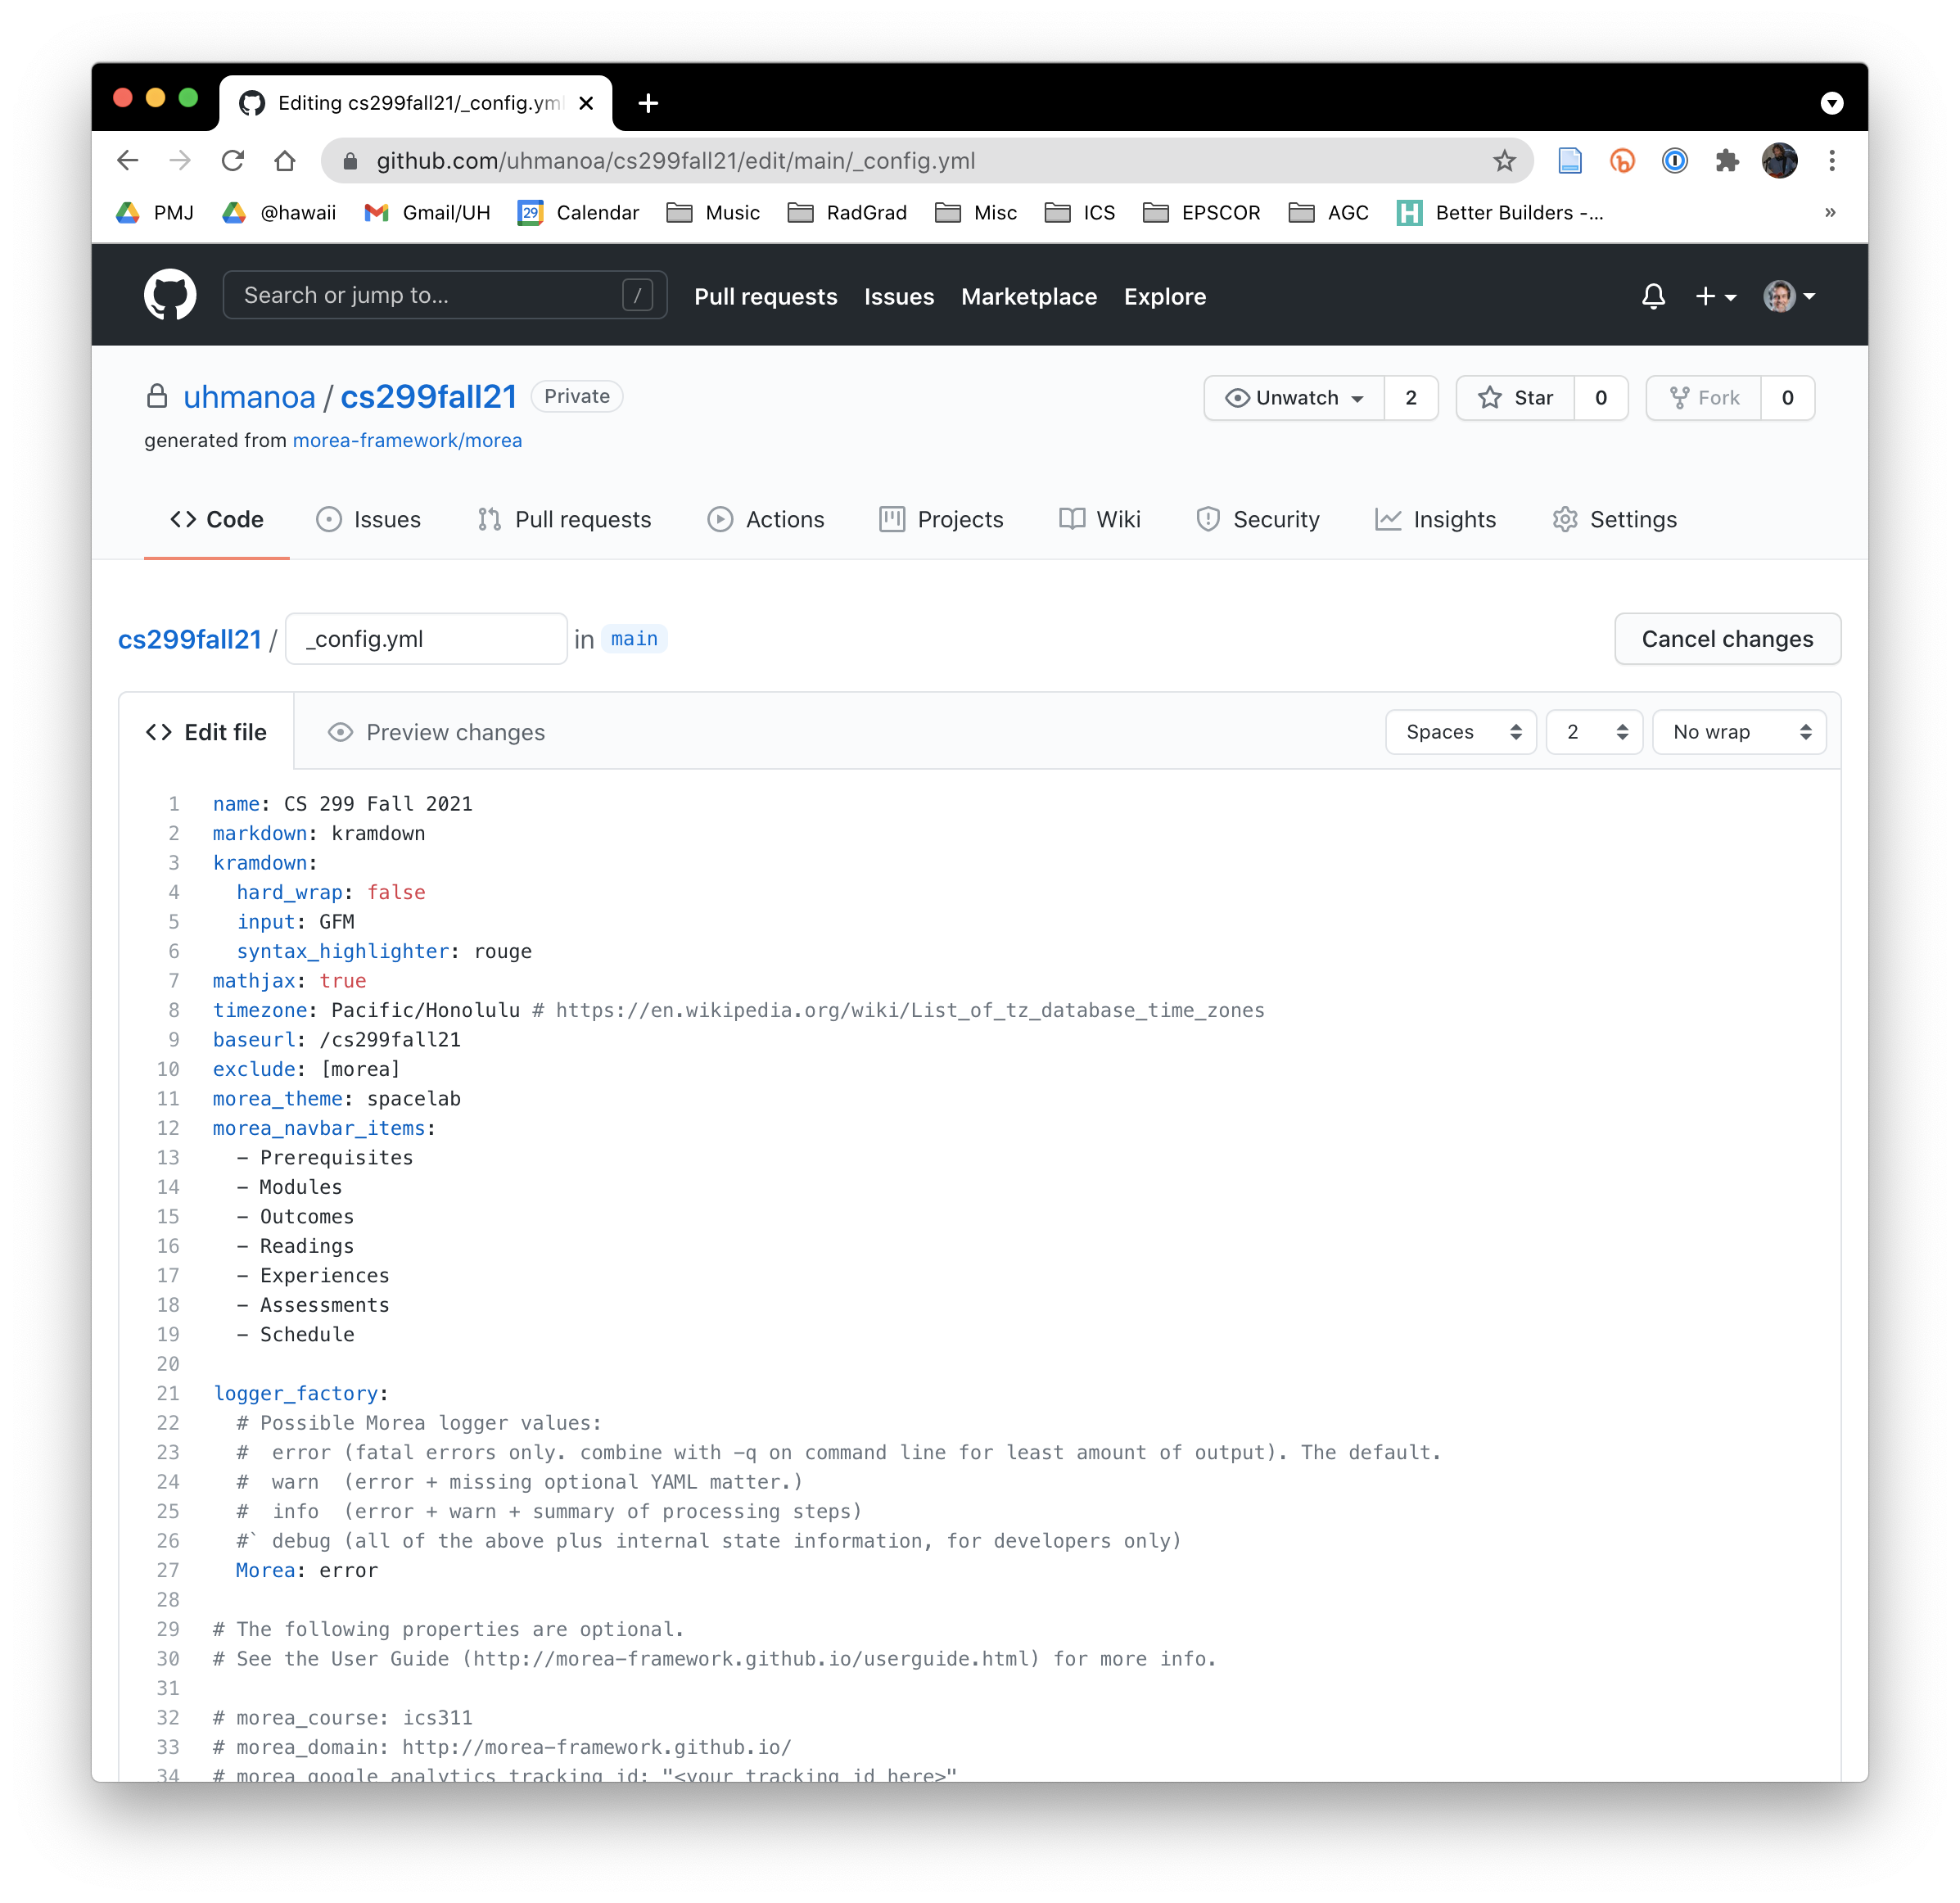 Editing cs299fall21/_config.yml
github.com/uhmanoa/cs299fall21/edit/main/_config.yml
PMJ @hawaii Gmail/UH 29 Calendar Music RadGrad Misc ICS EPSCOR AGC H Better Builders -... »
Search or jump to... / Pull requests Issues Marketplace Explore
uhmanoa / cs299fall21 Private Unwatch 2 Star 0 Fork 0
generated from morea-framework/morea
Code Issues Pull requests Actions Projects Wiki Security Insights Settings
cs299fall21 / _config.yml in main Cancel changes
Edit file Preview changes Spaces 2 No wrap
1 name: CS 299 Fall 2021
2 markdown: kramdown
3 kramdown:
4 hard_wrap: false
5 input: GFM
6 syntax_highlighter: rouge
7 mathjax: true
8 timezone: Pacific/Honolulu # https://en.wikipedia.org/wiki/List_of_tz_database_time_zones
9 baseurl: /cs299fall21
10 exclude: [morea]
11 morea_theme: spacelab
12 morea_navbar_items:
13 - Prerequisites
14 - Modules
15 - Outcomes
16 - Readings
17 - Experiences
18 - Assessments
19 - Schedule
20
21 logger_factory:
22 # Possible Morea logger values:
23 #  error (fatal errors only. combine with -q on command line for least amount of output). The default.
24 #  warn  (error + missing optional YAML matter.)
25 #  info  (error + warn + summary of processing steps)
26 #` debug (all of the above plus internal state information, for developers only)
27 Morea: error
28
29 # The following properties are optional.
30 # See the User Guide (http://morea-framework.github.io/userguide.html) for more info.
31
32 # morea_course: ics311
33 # morea_domain: http://morea-framework.github.io/
34 # morea_google_analytics_tracking_id: "<your_tracking_id_here>"